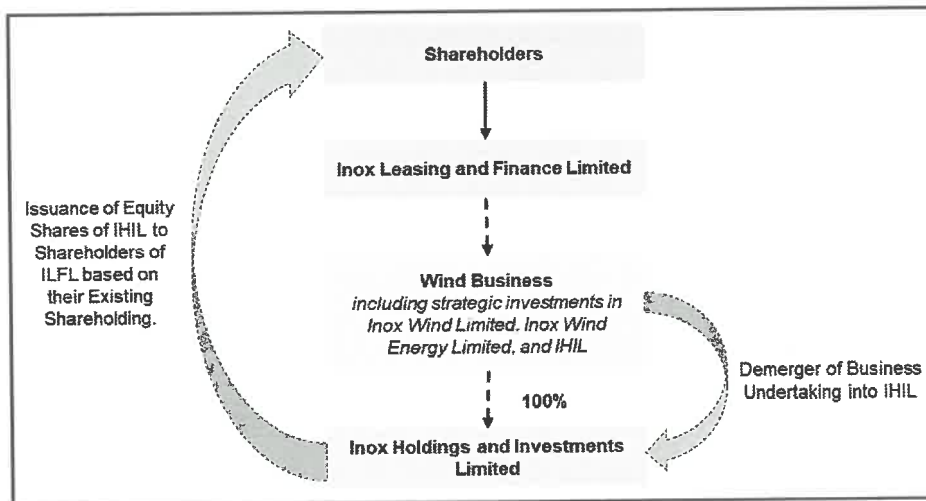 Shareholders
Inox Leasing and Finance Limited
Issuance of Equity
Shares of IHIL to
Shareholders of
ILFL based on
their Existing
Shareholding.
Wind Business
including strategic investments in
Inox Wind Limited. Inox Wind
Energy Limited, and IHIL
Demerger of Business
Undertaking into IHIL
100%
Inox Holdings and Investments
Limited